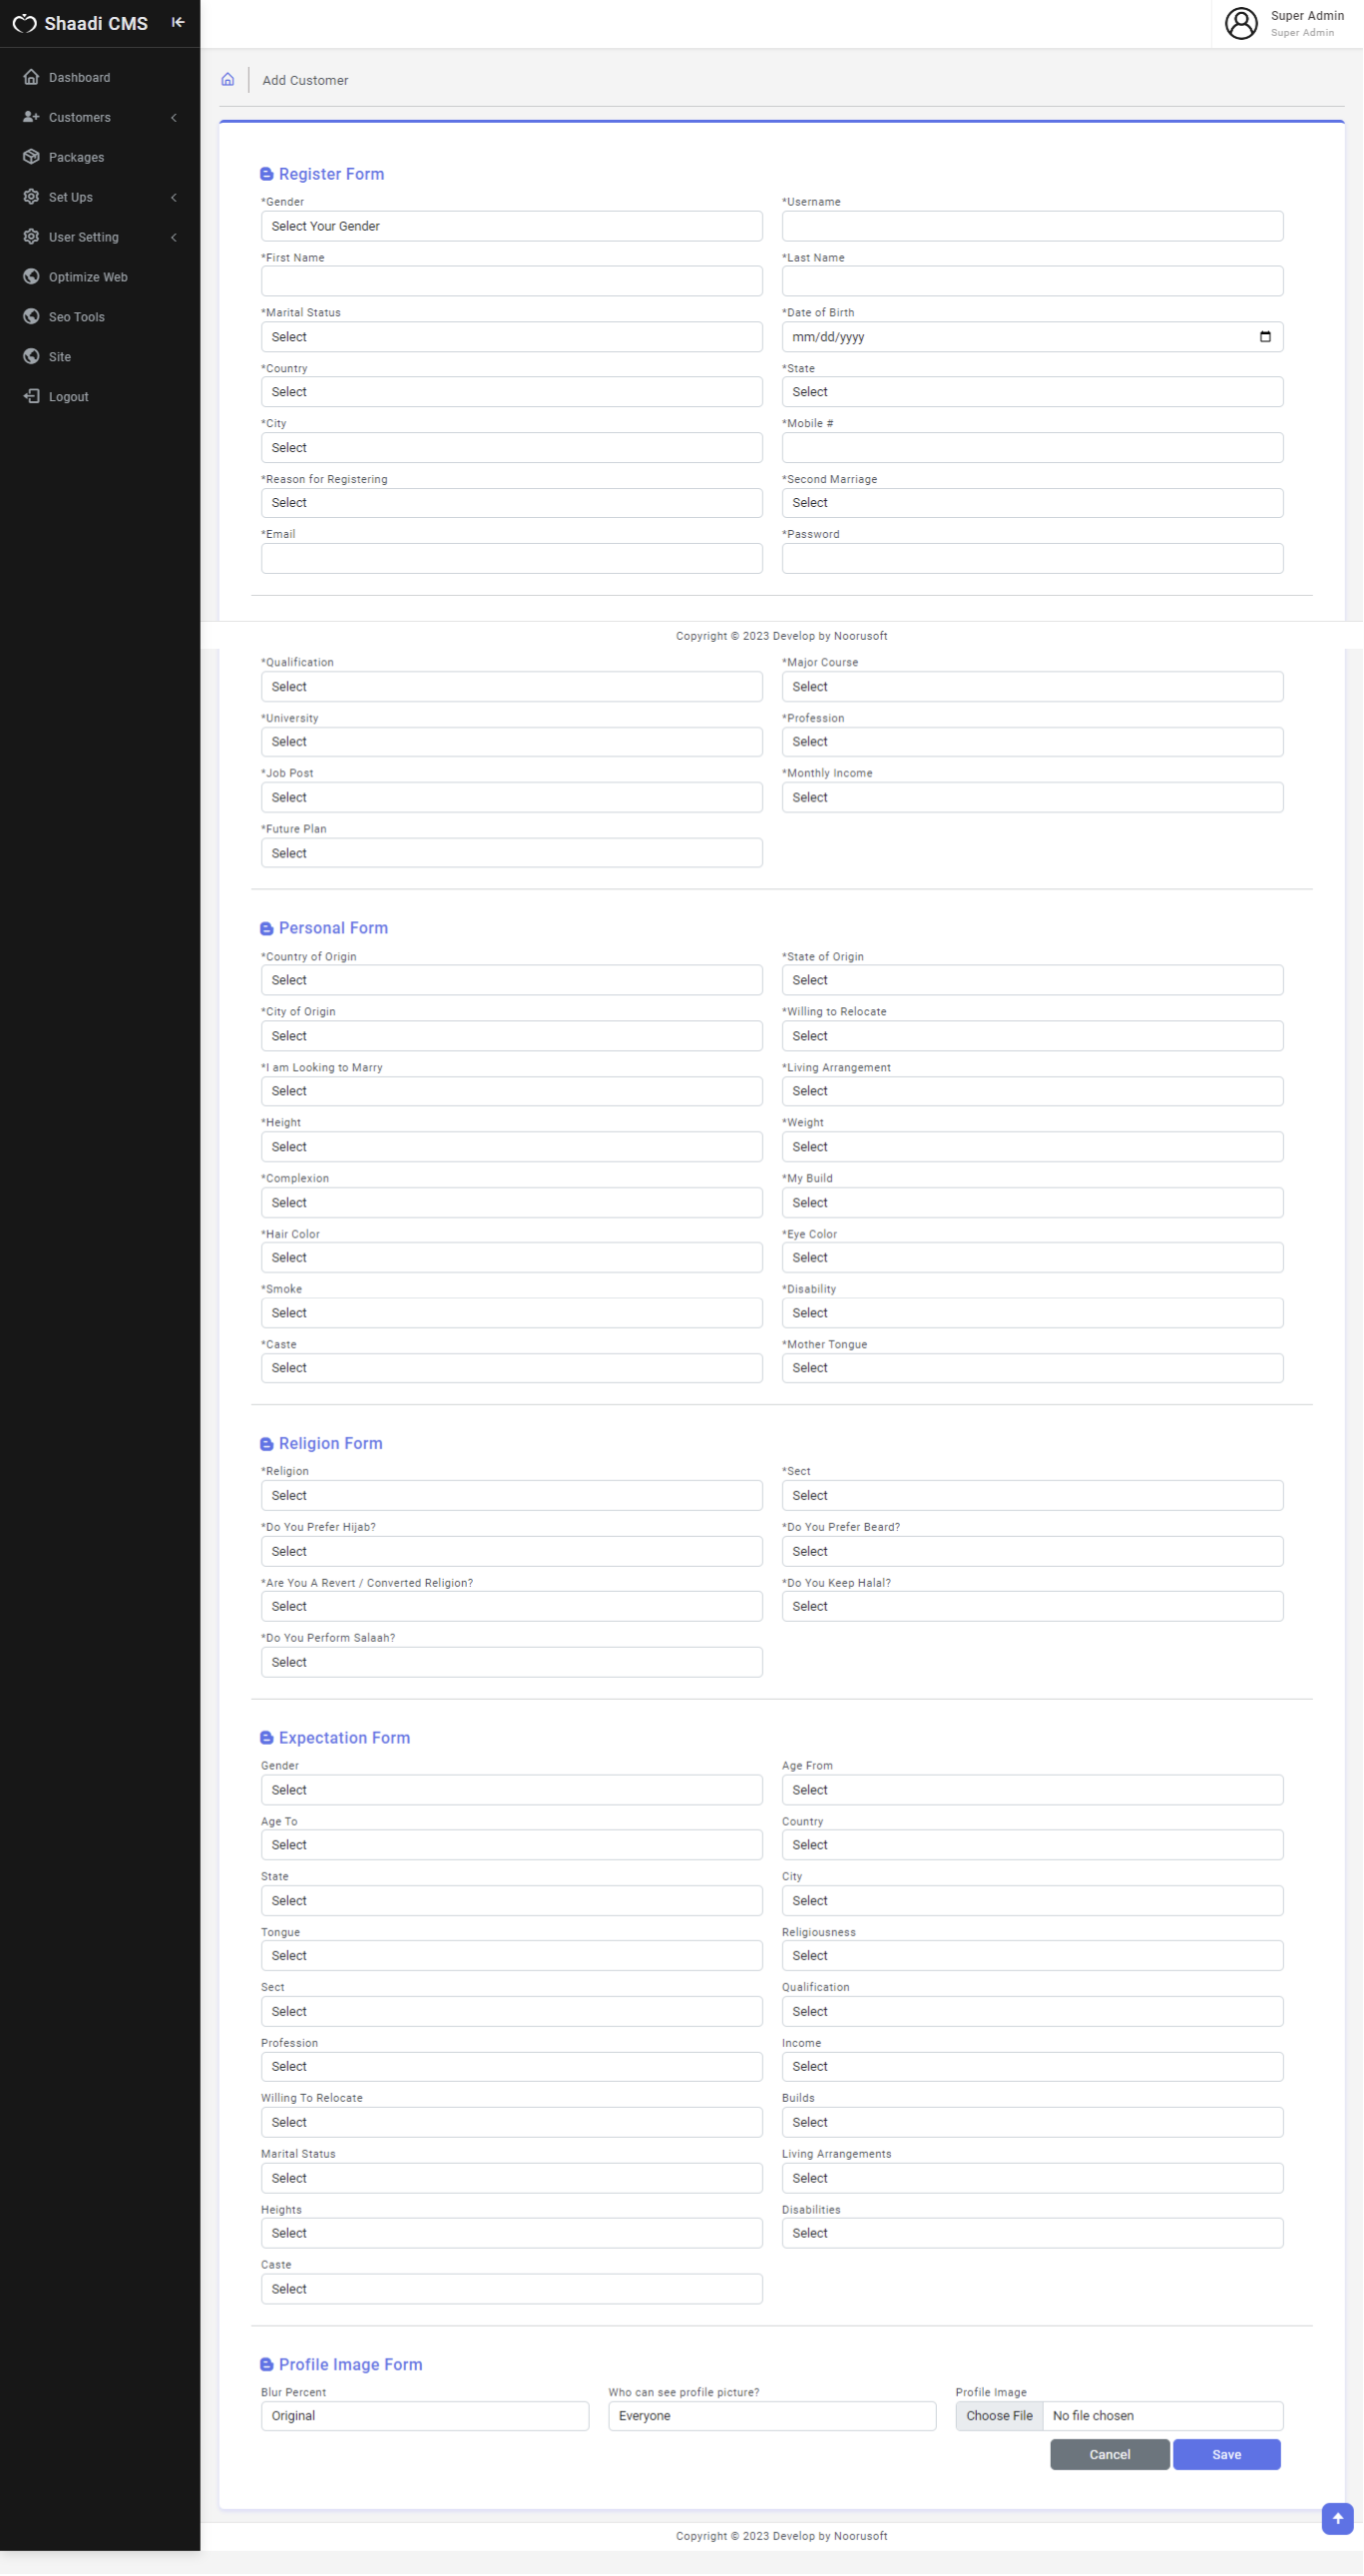 Shaadi CMS
Super Admin
Super Admin
Dashboard
Customers
Packages
Set Ups
User Setting
Optimize Web
Seo Tools
Site
Logout
Add Customer
Register Form
*Gender *Username
Select Your Gender
*First Name *Last Name
*Marital Status *Date of Birth
Select mm/dd/yyyy
*Country *State
Select Select
*City *Mobile #
Select
*Reason for Registering *Second Marriage
Select Select
*Email *Password
Copyright © 2023 Develop by Noorusoft
*Qualification *Major Course
Select Select
*University *Profession
Select Select
*Job Post *Monthly Income
Select Select
*Future Plan
Select
Personal Form
*Country of Origin *State of Origin
Select Select
*City of Origin *Willing to Relocate
Select Select
*I am Looking to Marry *Living Arrangement
Select Select
*Height *Weight
Select Select
*Complexion *My Build
Select Select
*Hair Color *Eye Color
Select Select
*Smoke *Disability
Select Select
*Caste *Mother Tongue
Select Select
Religion Form
*Religion *Sect
Select Select
*Do You Prefer Hijab? *Do You Prefer Beard?
Select Select
*Are You A Revert / Converted Religion? *Do You Keep Halal?
Select Select
*Do You Perform Salaah?
Select
Expectation Form
Gender Age From
Select Select
Age To Country
Select Select
State City
Select Select
Tongue Religiousness
Select Select
Sect Qualification
Select Select
Profession Income
Select Select
Willing To Relocate Builds
Select Select
Marital Status Living Arrangements
Select Select
Heights Disabilities
Select Select
Caste
Select
Profile Image Form
Blur Percent Who can see profile picture? Profile Image
Original Everyone Choose File No file chosen
Cancel Save
Copyright © 2023 Develop by Noorusoft